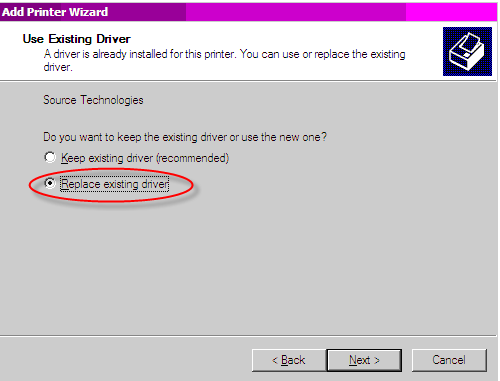 Add Printer Wizard
Use Existing Driver
A driver is already installed for this printer. You can use or replace the existing
driver.
Source Technologies
Do you want to keep the existing driver or use the new one?
Keep existing driver (recommended)
Replace existing driver
< Back
Next >
Cancel